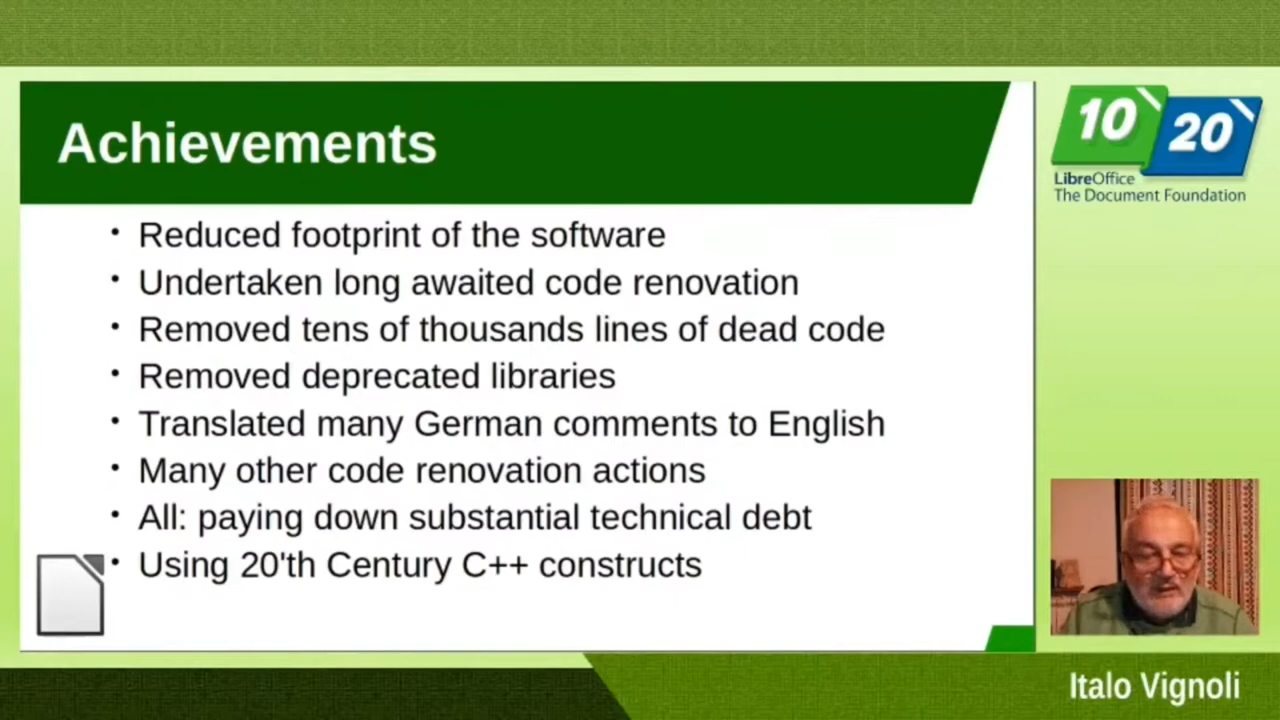 Achievements
10
20
LibreOffice
The Document Foundation
• Reduced footprint of the software
• Undertaken long awaited code renovation
• Removed tens of thousands lines of dead code
• Removed deprecated libraries
• Translated many German comments to English
• Many other code renovation actions
• All: paying down substantial technical debt
• Using 20'th Century C++ constructs
Italo Vignoli